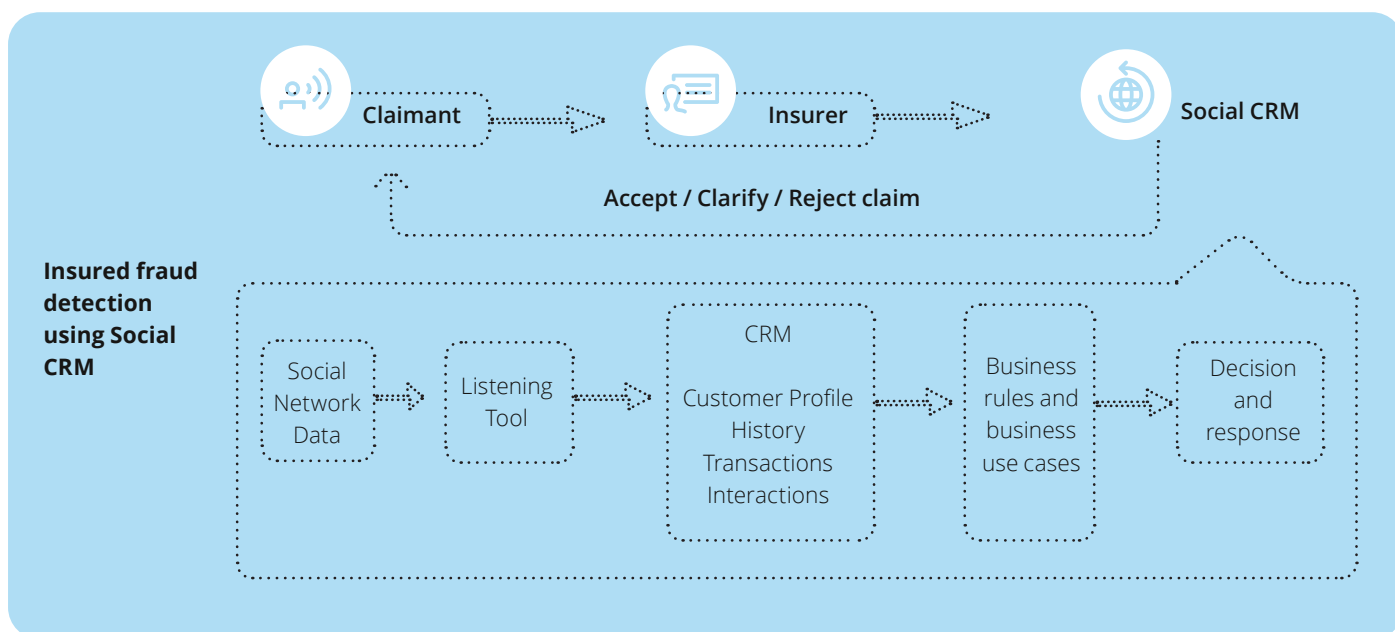 Claimant
Insurer
Social CRM
Accept / Clarify / Reject claim
Insured fraud
detection
using Social
CRM
Social
Network
Data
Listening
Tool
CRM
Customer Profile
History
Transactions
Interactions
Business
rules and
business
use cases
Decision
and
response